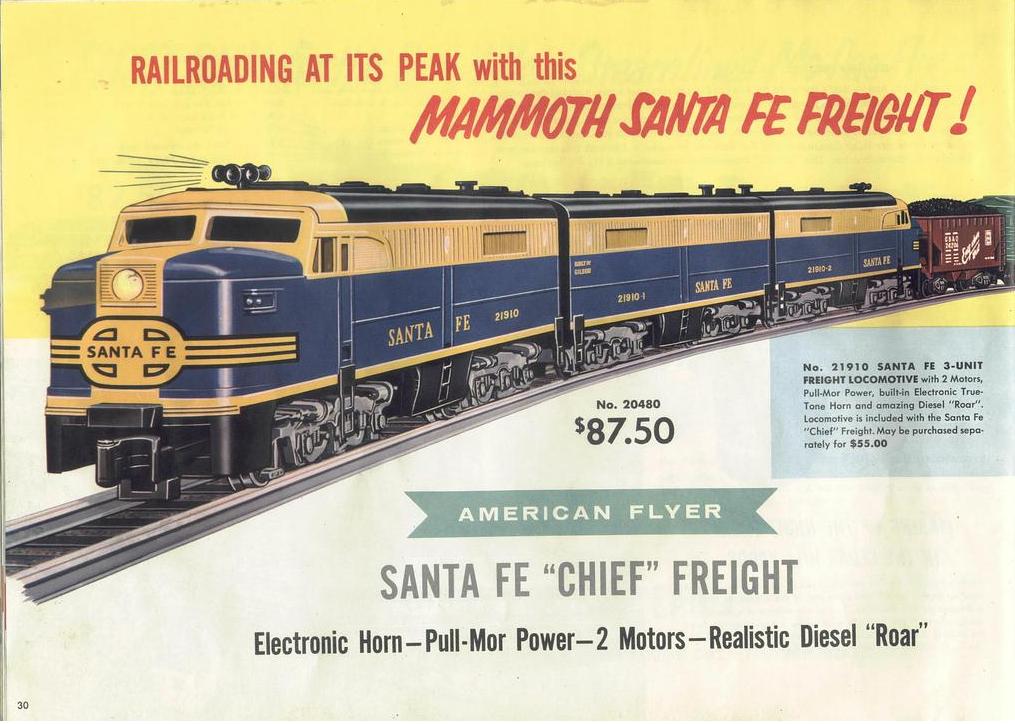 RAILROADING AT ITS PEAK with this
MAMMOTH SANTA FE FREIGHT!
SANTA FE
SANTA FE 21910
BUILT BY
GILBERT
21910-1 SANTA FE
21910-2 SANTA FE
CB&Q
No. 21910 SANTA FE 3-UNIT
FREIGHT LOCOMOTIVE with 2 Motors,
Pull-Mor Power, built-in Electronic True-
Tone Horn and amazing Diesel "Roar".
Locomotive is included with the Santa Fe
"Chief" Freight. May be purchased sepa-
rately for $55.00
No. 20480
$87.50
AMERICAN FLYER
SANTA FE "CHIEF" FREIGHT
Electronic Horn—Pull-Mor Power—2 Motors—Realistic Diesel "Roar"
30